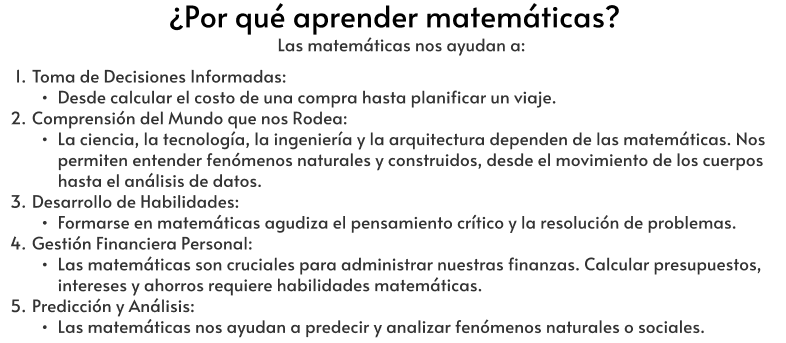 ¿Por qué aprender matemáticas?
Las matemáticas nos ayudan a:
1. Toma de Decisiones Informadas:
• Desde calcular el costo de una compra hasta planificar un viaje.
2. Comprensión del Mundo que nos Rodea:
• La ciencia, la tecnología, la ingeniería y la arquitectura dependen de las matemáticas. Nos
permiten entender fenómenos naturales y construidos, desde el movimiento de los cuerpos
hasta el análisis de datos.
3. Desarrollo de Habilidades:
• Formarse en matemáticas agudiza el pensamiento crítico y la resolución de problemas.
4. Gestión Financiera Personal:
• Las matemáticas son cruciales para administrar nuestras finanzas. Calcular presupuestos,
intereses y ahorros requiere habilidades matemáticas.
5. Predicción y Análisis:
• Las matemáticas nos ayudan a predecir y analizar fenómenos naturales o sociales.